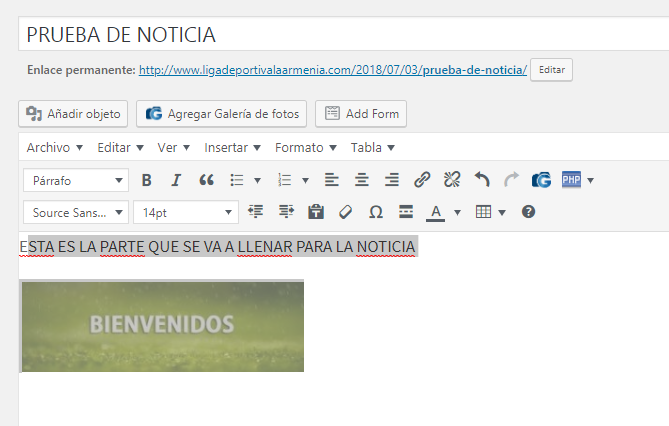 PRUEBA DE NOTICIA
Enlace permanente: http://www.ligadeportivalaarmenia.com/2018/07/03/prueba-de-noticia/ Editar
Añadir objeto Agregar Galería de fotos Add Form
Archivo Editar Ver Insertar Formato Tabla
Párrafo B I PHP
Source Sans... 14pt A
ESTA ES LA PARTE QUE SE VA A LLENAR PARA LA NOTICIA
BIENVENIDOS